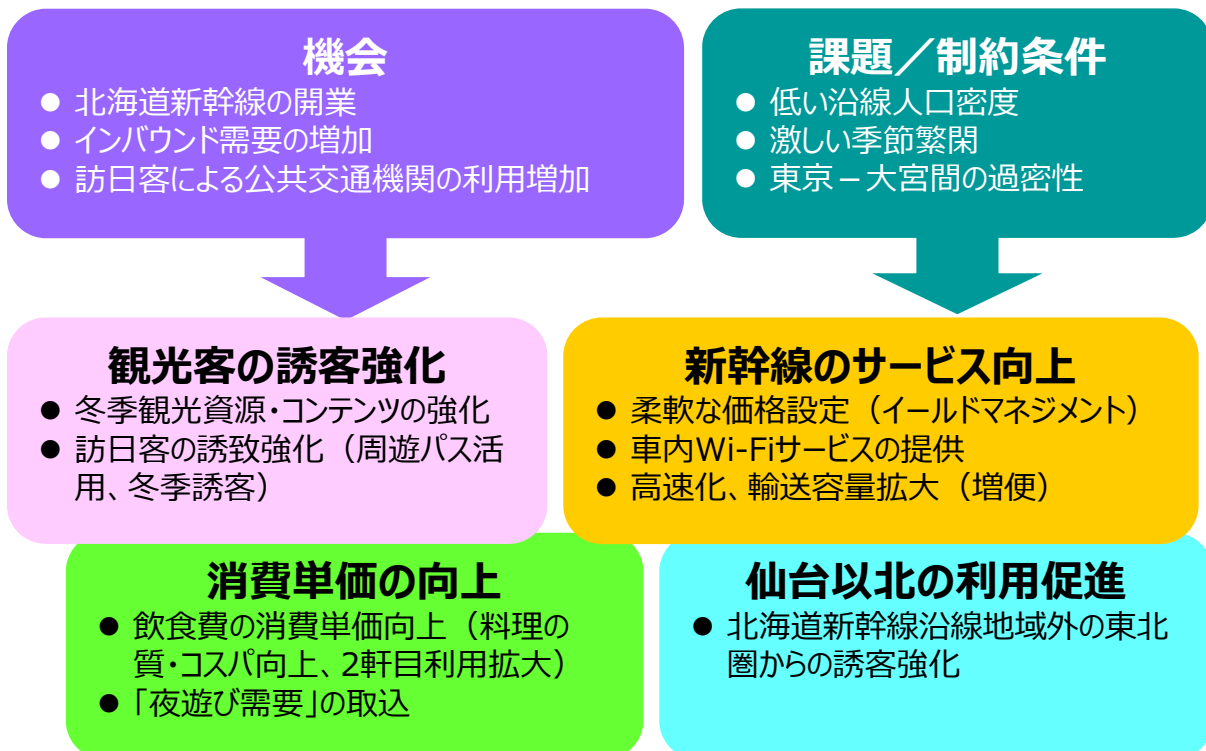 機会
● 北海道新幹線の開業
● インバウンド需要の増加
● 訪日客による公共交通機関の利用増加
課題／制約条件
● 低い沿線人口密度
● 激しい季節繁閑
● 東京－大宮間の過密性
観光客の誘客強化
● 冬季観光資源・コンテンツの強化
● 訪日客の誘致強化（周遊パス活
用、冬季誘客）
新幹線のサービス向上
● 柔軟な価格設定（イールドマネジメント）
● 車内Wi-Fiサービスの提供
● 高速化、輸送容量拡大（増便）
消費単価の向上
● 飲食費の消費単価向上（料理の
質・コスパ向上、2軒目利用拡大）
● 「夜遊び需要」の取込
仙台以北の利用促進
● 北海道新幹線沿線地域外の東北
圏からの誘客強化